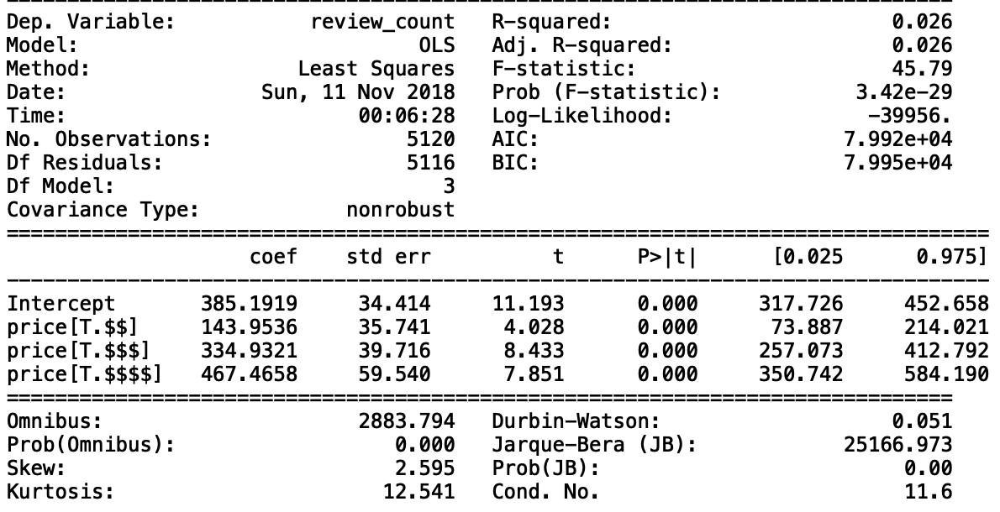 Dep. Variable: review_count R-squared: 0.026
Model: OLS Adj. R-squared: 0.026
Method: Least Squares F-statistic: 45.79
Date: Sun, 11 Nov 2018 Prob (F-statistic): 3.42e-29
Time: 00:06:28 Log-Likelihood: -39956.
No. Observations: 5120 AIC: 7.992e+04
Df Residuals: 5116 BIC: 7.995e+04
Df Model: 3
Covariance Type: nonrobust
coef std err t P>|t| [0.025 0.975]
Intercept 385.1919 34.414 11.193 0.000 317.726 452.658
price[T.$$] 143.9536 35.741 4.028 0.000 73.887 214.021
price[T.$$$] 334.9321 39.716 8.433 0.000 257.073 412.792
price[T.$$$$] 467.4658 59.540 7.851 0.000 350.742 584.190
Omnibus: 2883.794 Durbin-Watson: 0.051
Prob(Omnibus): 0.000 Jarque-Bera (JB): 25166.973
Skew: 2.595 Prob(JB): 0.00
Kurtosis: 12.541 Cond. No. 11.6